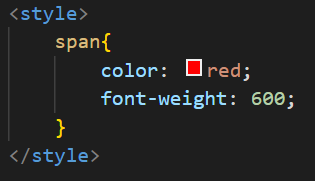 <style>
span{
color: red;
font-weight: 600;
}
</style>